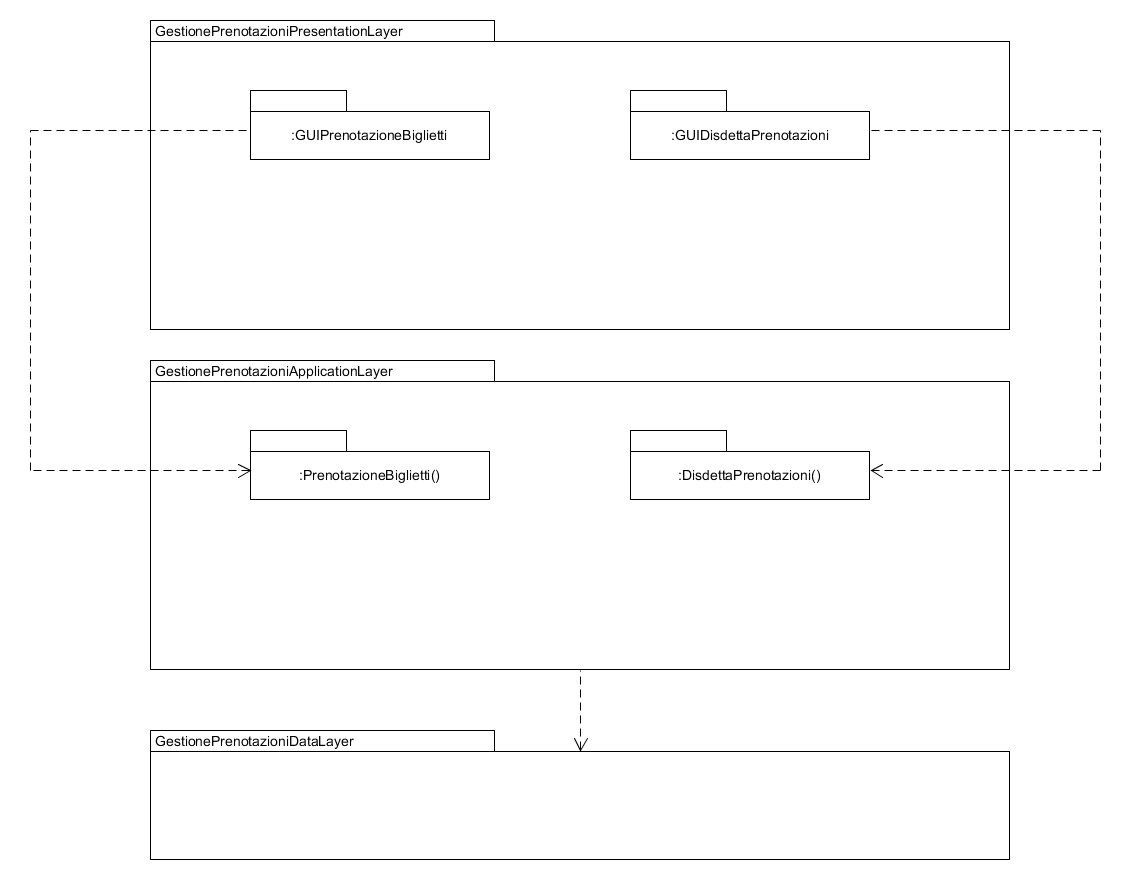 GestionePrenotazioniPresentationLayer
:GUIPrenotazioneBiglietti
:GUIDisdettaPrenotazioni
GestionePrenotazioniApplicationLayer
:PrenotazioneBiglietti()
:DisdettaPrenotazioni()
GestionePrenotazioniDataLayer